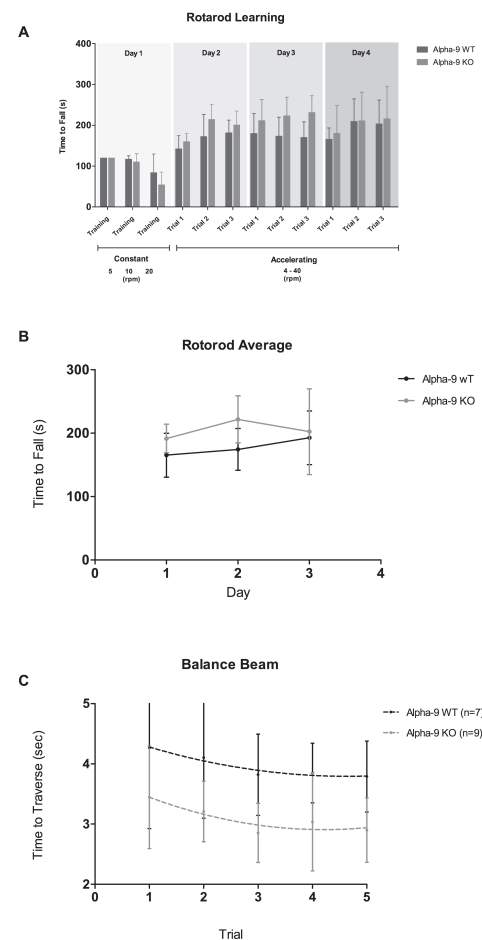 Rotarod Learning
A
Time to Fall (s)
400
300
200
100
0
Day 1
Day 2
Day 3
Day 4
Alpha-9 WT
Alpha-9 KO
Training
Training
Training
Trial 1
Trial 2
Trial 3
Trial 1
Trial 2
Trial 3
Trial 1
Trial 2
Trial 3
Constant
5 10 20
(rpm)
Accelerating
4 - 40
(rpm)
B
Rotorod Average
Time to Fall (s)
300
200
100
0
0 1 2 3 4
Day
Alpha-9 wT
Alpha-9 KO
Balance Beam
C
Time to Traverse (sec)
5
4
3
2
0 1 2 3 4 5
Trial
Alpha-9 WT (n=7)
Alpha-9 KO (n=9)